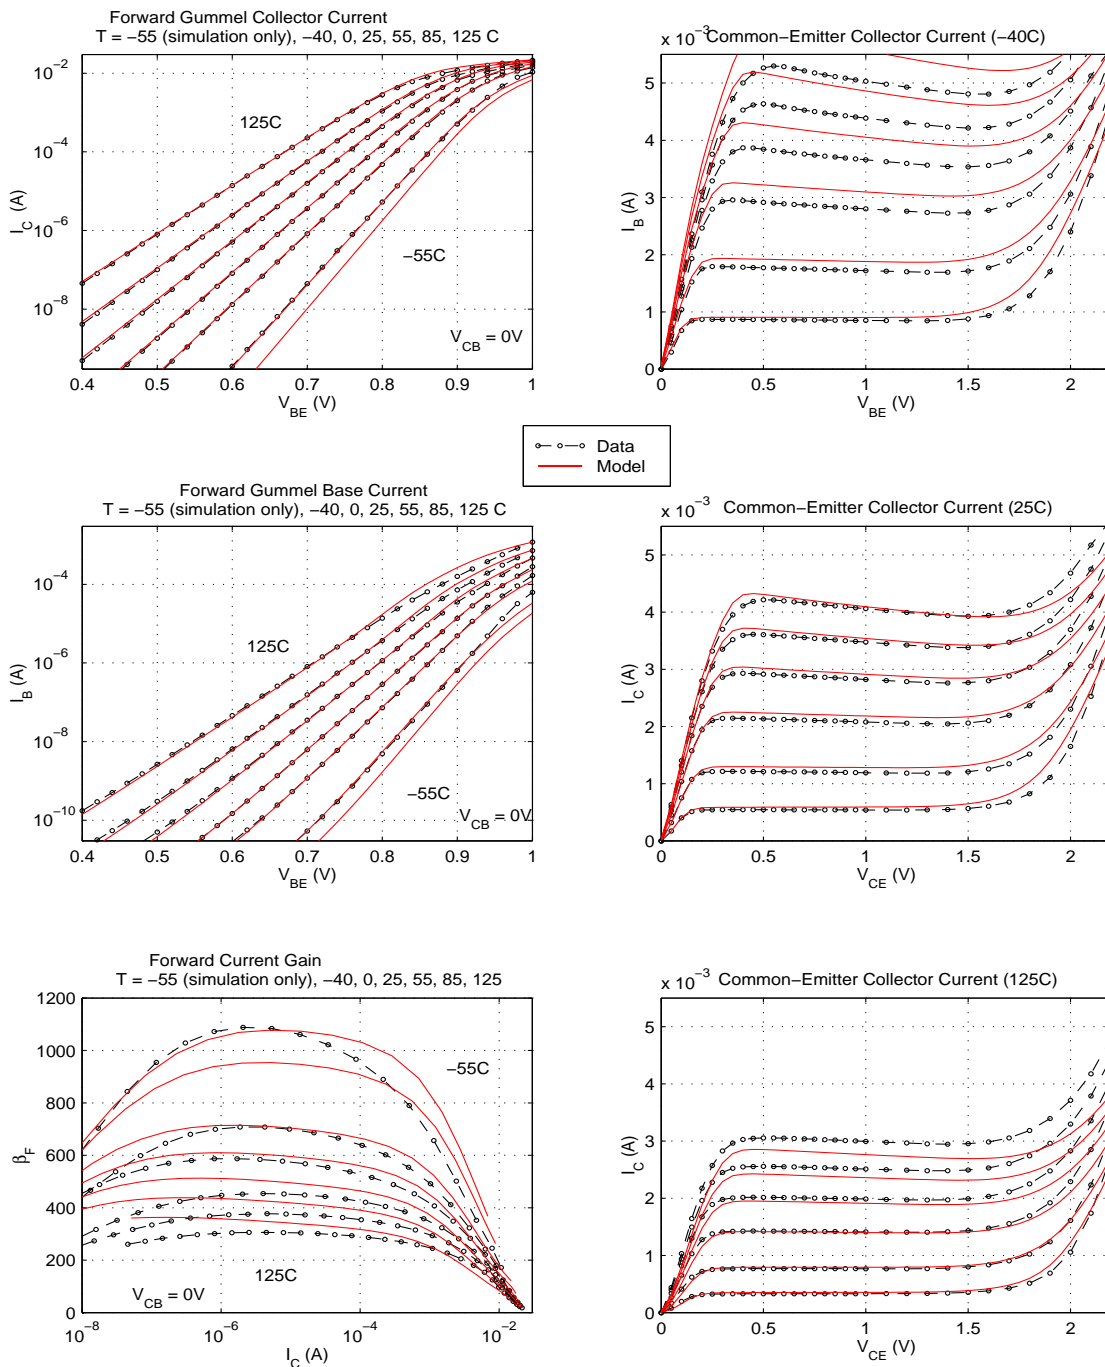 Forward Gummel Collector Current
T = −55 (simulation only), −40, 0, 25, 55, 85, 125 C
10^−2
10^−4
10^−6
10^−8
I_C (A)
125C
−55C
V_CB = 0V
0.4 0.5 0.6 0.7 0.8 0.9 1
V_BE (V)
x 10^−3
Common−Emitter Collector Current (−40C)
5
4
3
2
1
0
I_B (A)
0 0.5 1 1.5 2
V_BE (V)
Data
Model
Forward Gummel Base Current
T = −55 (simulation only), −40, 0, 25, 55, 85, 125 C
10^−4
10^−6
10^−8
10^−10
I_B (A)
125C
−55C
V_CB = 0V
0.4 0.5 0.6 0.7 0.8 0.9 1
V_BE (V)
x 10^−3
Common−Emitter Collector Current (25C)
5
4
3
2
1
0
I_C (A)
0 0.5 1 1.5 2
V_CE (V)
Forward Current Gain
T = −55 (simulation only), −40, 0, 25, 55, 85, 125
1200
1000
800
600
400
200
0
β_F
−55C
125C
V_CB = 0V
10^−8 10^−6 10^−4 10^−2
I_C (A)
x 10^−3
Common−Emitter Collector Current (125C)
5
4
3
2
1
0
I_C (A)
0 0.5 1 1.5 2
V_CE (V)